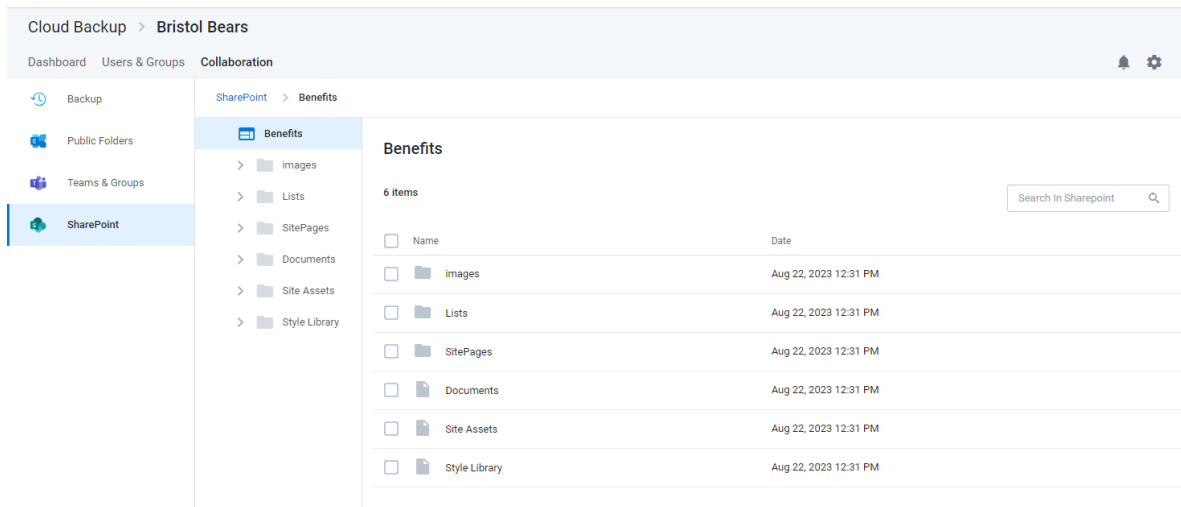 Cloud Backup > Bristol Bears
Dashboard Users & Groups Collaboration
Backup
Public Folders
Teams & Groups
SharePoint
SharePoint > Benefits
Benefits
images
Lists
SitePages
Documents
Site Assets
Style Library
Benefits
6 items
Search In Sharepoint
Name Date
images Aug 22, 2023 12:31 PM
Lists Aug 22, 2023 12:31 PM
SitePages Aug 22, 2023 12:31 PM
Documents Aug 22, 2023 12:31 PM
Site Assets Aug 22, 2023 12:31 PM
Style Library Aug 22, 2023 12:31 PM